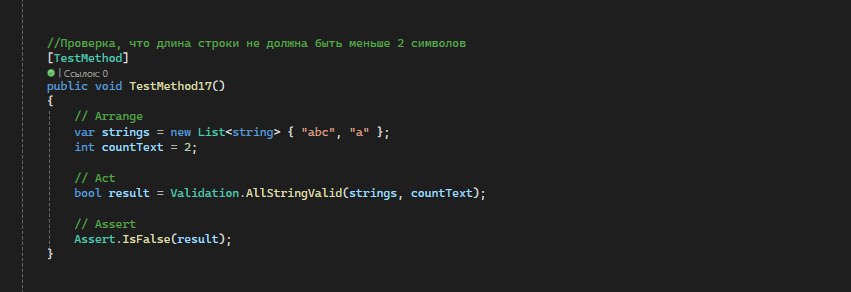 //Проверка, что длина строки не должна быть меньше 2 символов
[TestMethod]
| Ссылок: 0
public void TestMethod17()
{
// Arrange
var strings = new List<string> { "abc", "a" };
int countText = 2;
// Act
bool result = Validation.AllStringValid(strings, countText);
// Assert
Assert.IsFalse(result);
}